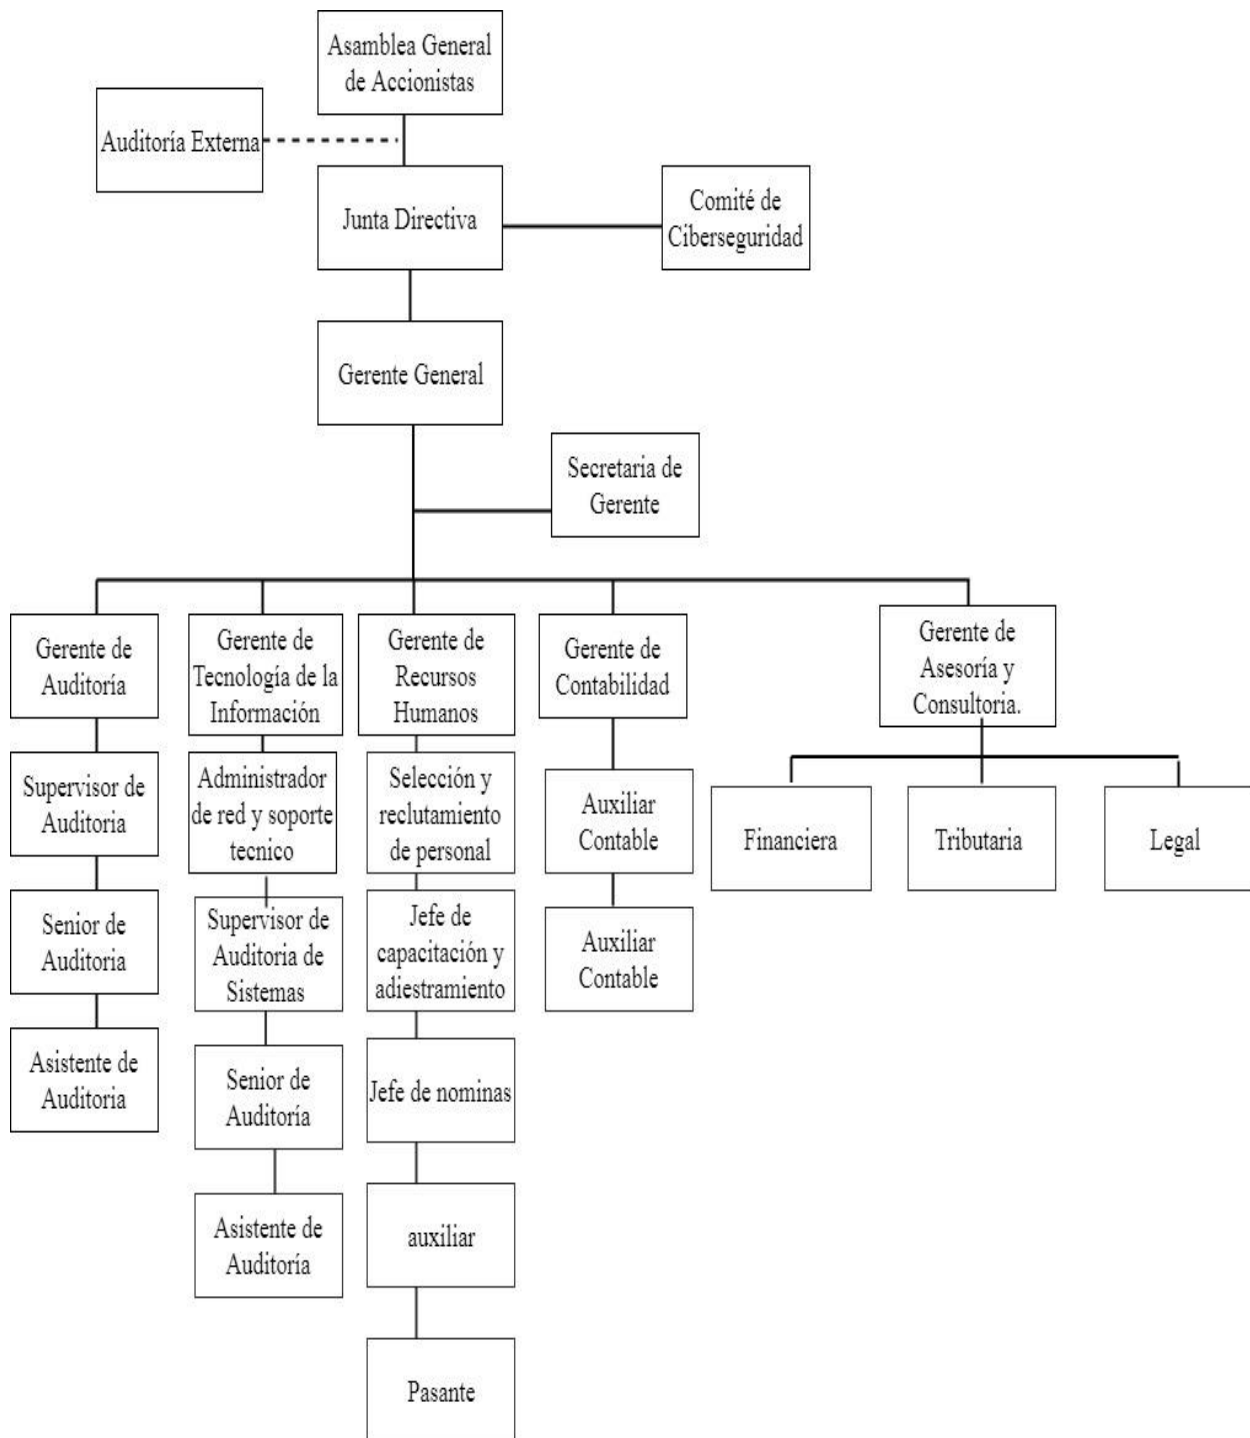 Asamblea General
de Accionistas
Auditoría Externa
Junta Directiva
Comité de
Ciberseguridad
Gerente General
Secretaria de
Gerente
Gerente de
Auditoría
Gerente de
Tecnología de la
Información
Gerente de
Recursos
Humanos
Gerente de
Contabilidad
Gerente de
Asesoría y
Consultoria.
Supervisor de
Auditoria
Administrador
de red y soporte
tecnico
Selección y
reclutamiento
de personal
Auxiliar
Contable
Financiera
Tributaria
Legal
Senior de
Auditoria
Supervisor de
Auditoria de
Sistemas
Jefe de
capacitación y
adiestramiento
Auxiliar
Contable
Asistente de
Auditoria
Senior de
Auditoría
Jefe de nominas
Asistente de
Auditoría
auxiliar
Pasante